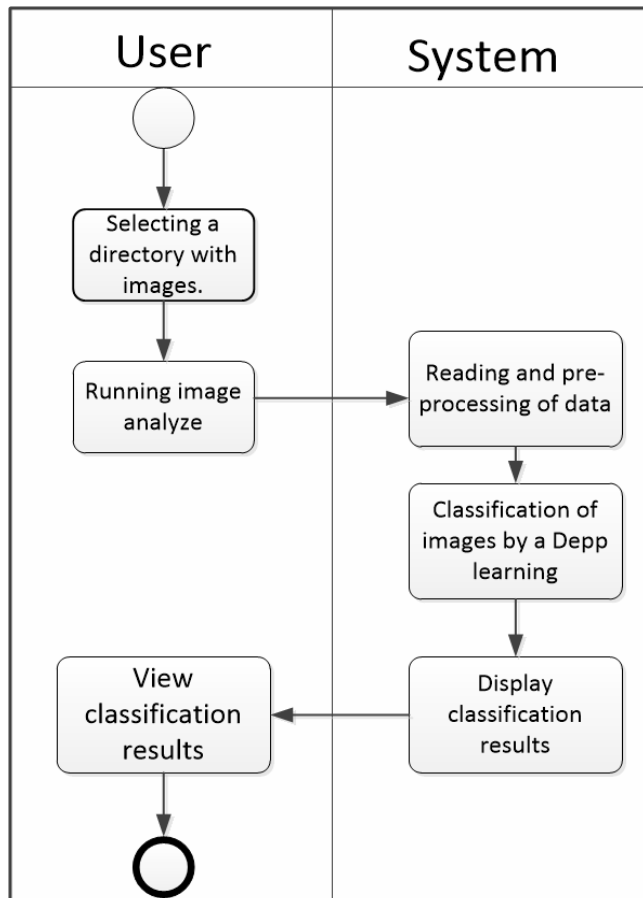 User
System
Selecting a
directory with
images.
Running image
analyze
Reading and pre-
processing of data
Classification of
images by a Depp
learning
View
classification
results
Display
classification
results